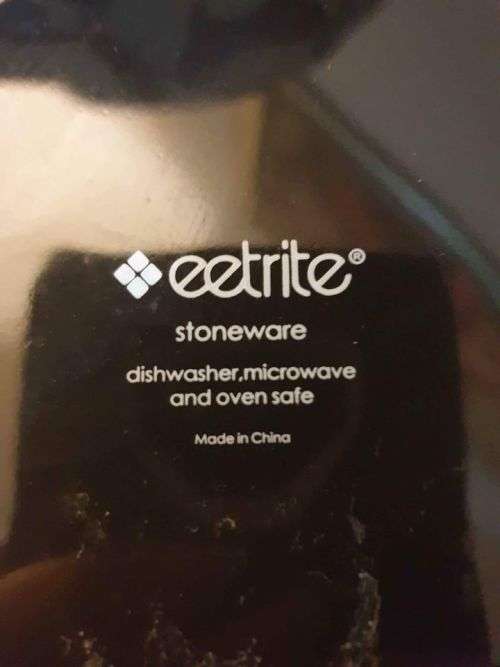 eetrite®
stoneware
dishwasher,microwave
and oven safe
Made in China